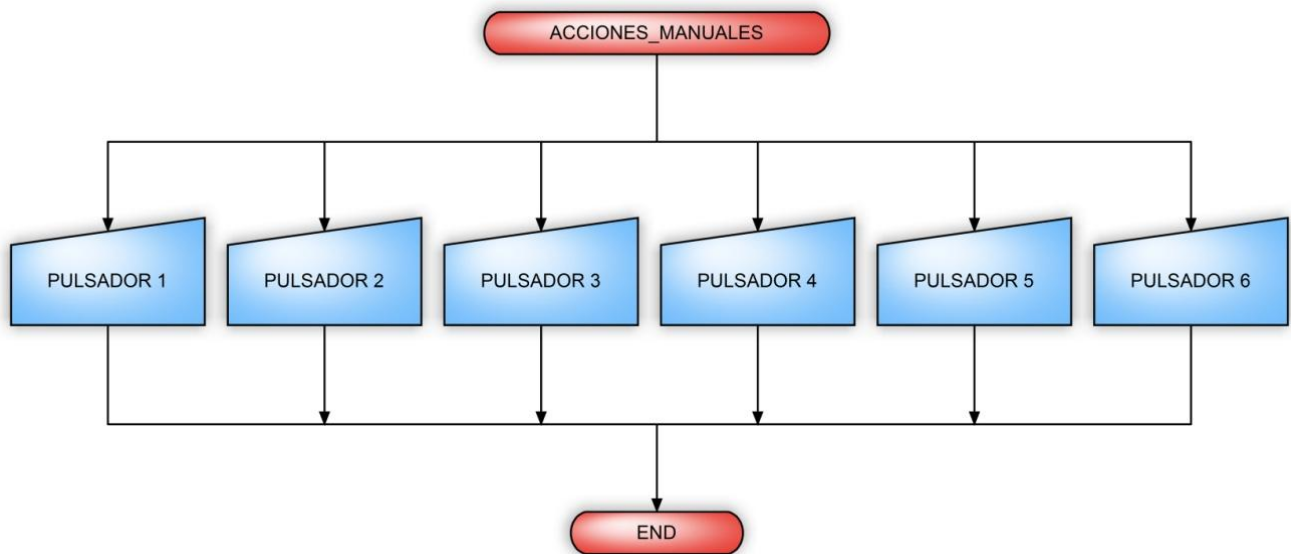 ACCIONES_MANUALES
PULSADOR 1
PULSADOR 2
PULSADOR 3
PULSADOR 4
PULSADOR 5
PULSADOR 6
END